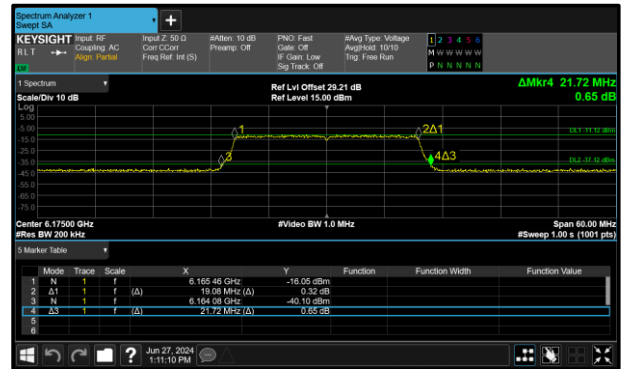 Spectrum Analyzer 1
Swept SA
KEYSIGHT Input: RF Input Z: 50 Ω #Atten: 10 dB PNO: Fast #Avg Type: Voltage 1 2 3 4 5 6
RLT Coupling: AC Corr CCorr Preamp: Off Gate: Off Avg|Hold: 10/10 M W W W W W
Align: Partial Freq Ref: Int (S) IF Gain: Low Trig: Free Run
Sig Track: Off P N N N N N
LW
1 Spectrum
Ref Lvl Offset 29.21 dB ΔMkr4 21.72 MHz
Scale/Div 10 dB Ref Level 15.00 dBm 0.65 dB
Log
5.00
-5.00 1 2Δ1 DL1 -11.12 dBm
-15.0
-25.0 3 4Δ3
-35.0 DL2 -37.12 dBm
-45.0
-55.0
-65.0
-75.0
Center 6.17500 GHz #Video BW 1.0 MHz Span 60.00 MHz
#Res BW 200 kHz #Sweep 1.00 s (1001 pts)
5 Marker Table
Mode Trace Scale X Y Function Function Width Function Value
1 N 1 f 6.165 46 GHz -16.05 dBm
2 Δ1 1 f (Δ) 19.08 MHz (Δ) 0.32 dB
3 N 1 f 6.164 08 GHz -40.10 dBm
4 Δ3 1 f (Δ) 21.72 MHz (Δ) 0.65 dB
5
6
? Jun 27, 2024
1:11:10 PM